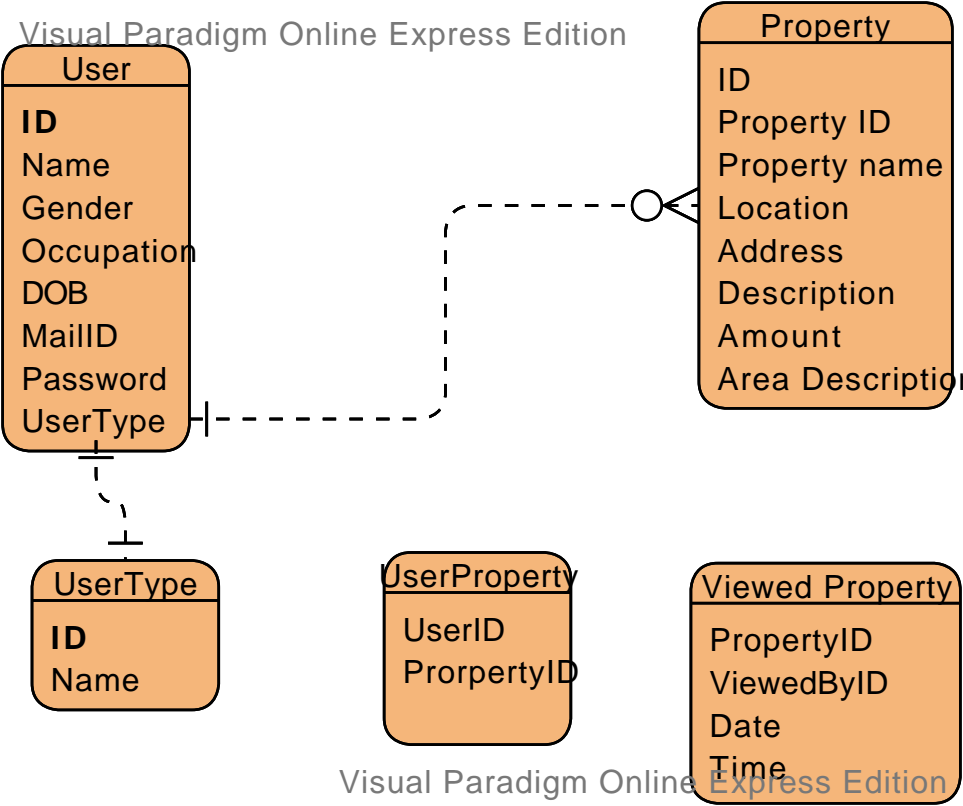 Visual Paradigm Online Express Edition
User
ID
Name
Gender
Occupation
DOB
MailID
Password
UserType
Property
ID
Property ID
Property name
Location
Address
Description
Amount
Area Description
UserType
ID
Name
UserProperty
UserID
ProrpertyID
Viewed Property
PropertyID
ViewedByID
Date
Time
Visual Paradigm Online Express Edition